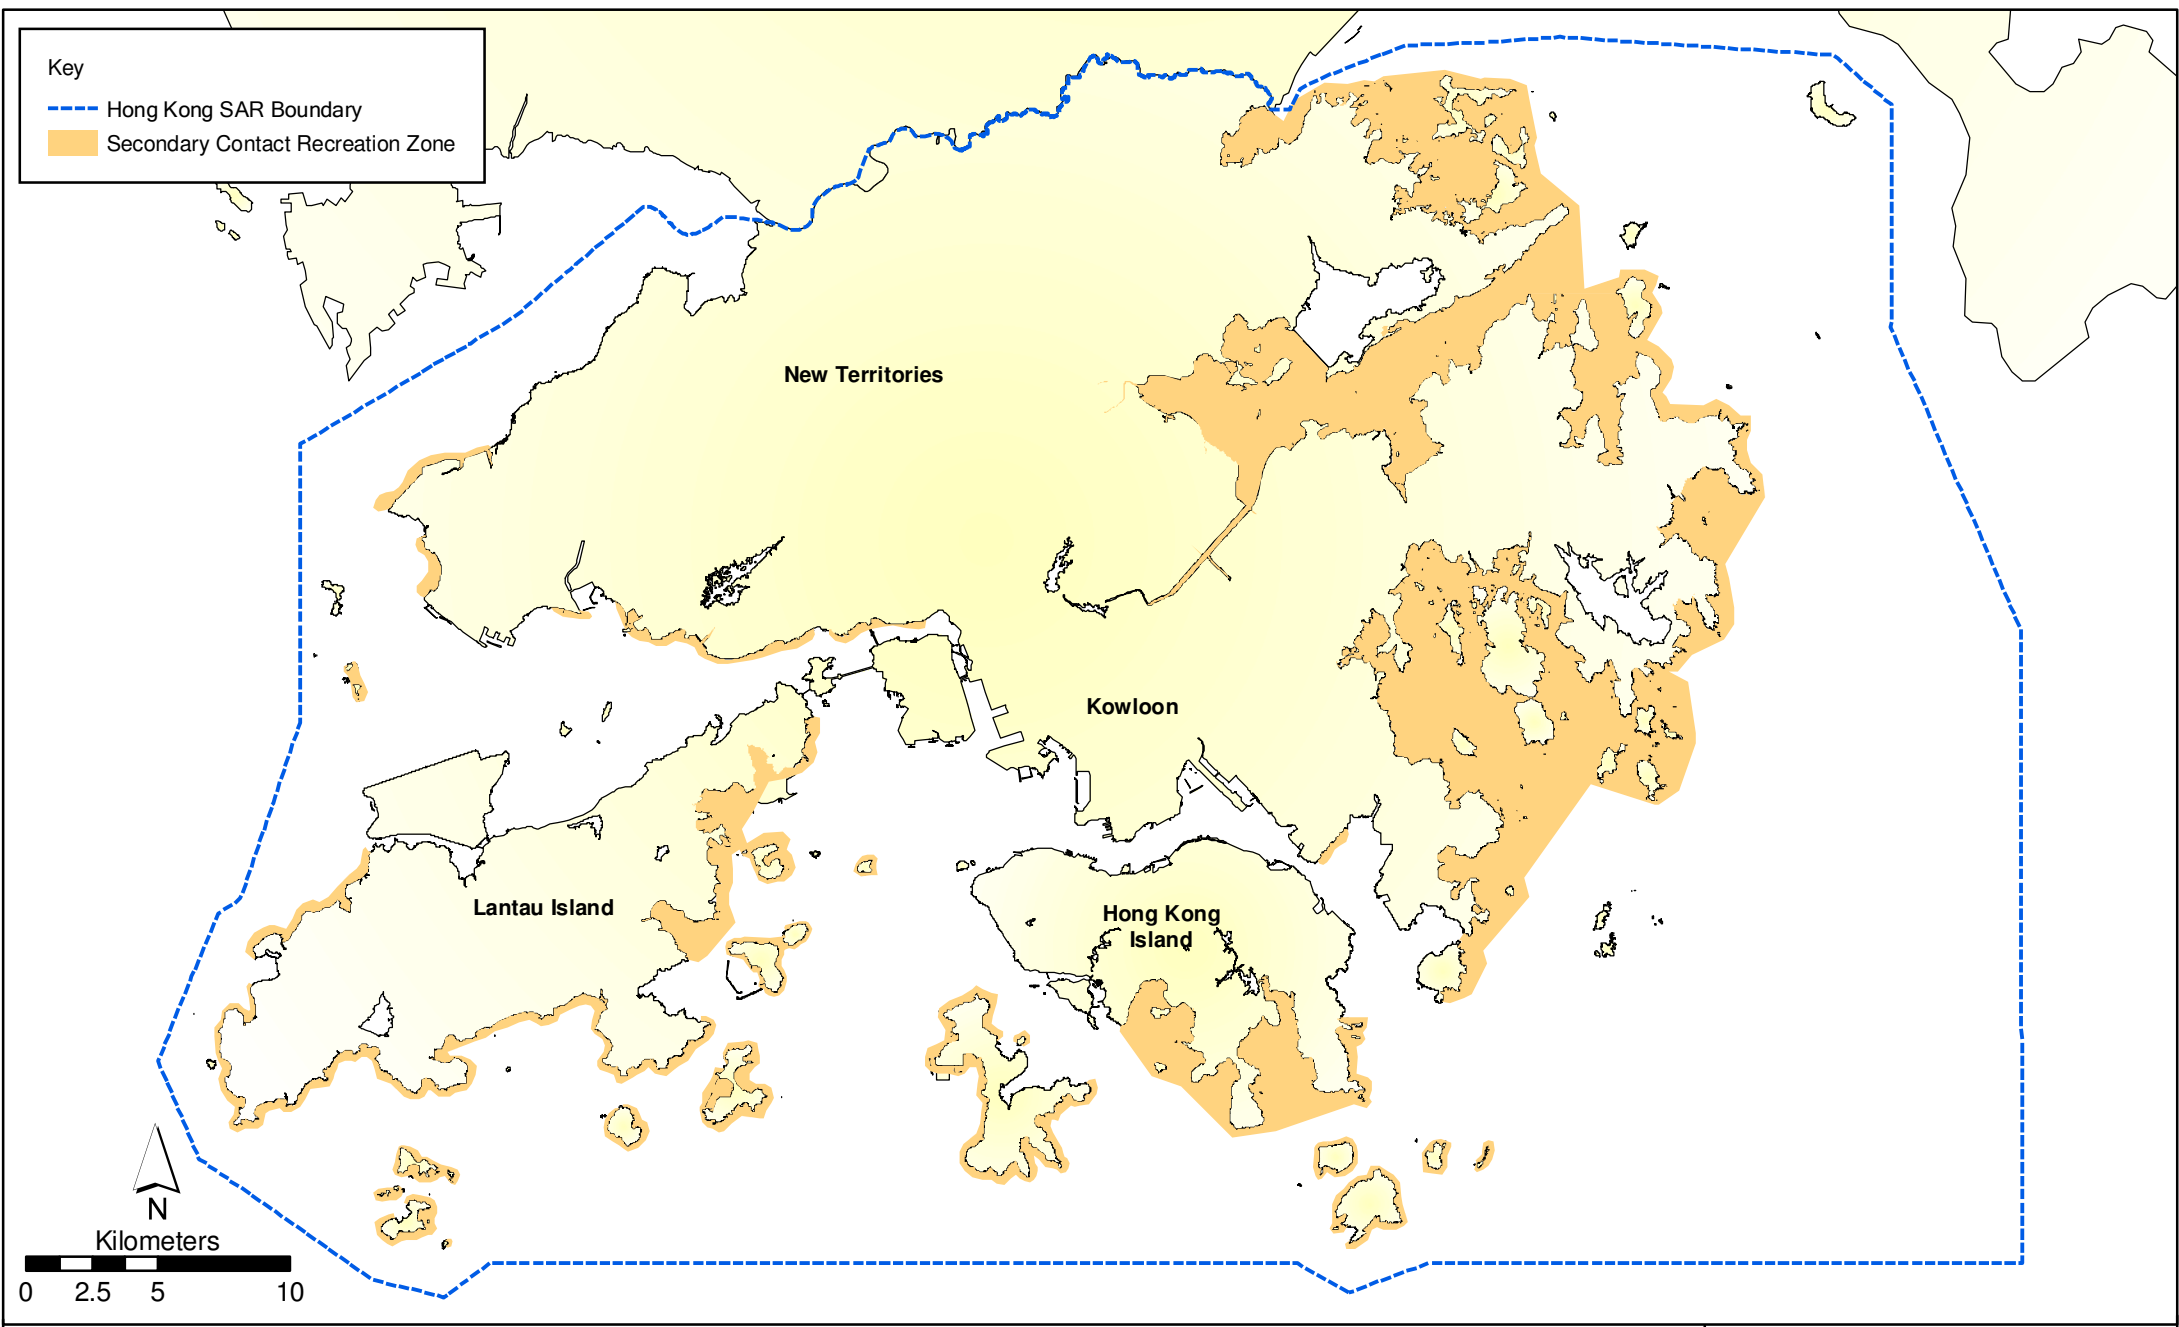 Key
Hong Kong SAR Boundary
Secondary Contact Recreation Zone
New Territories
Kowloon
Lantau Island
Hong Kong
Island
N
Kilometers
0 2.5 5 10